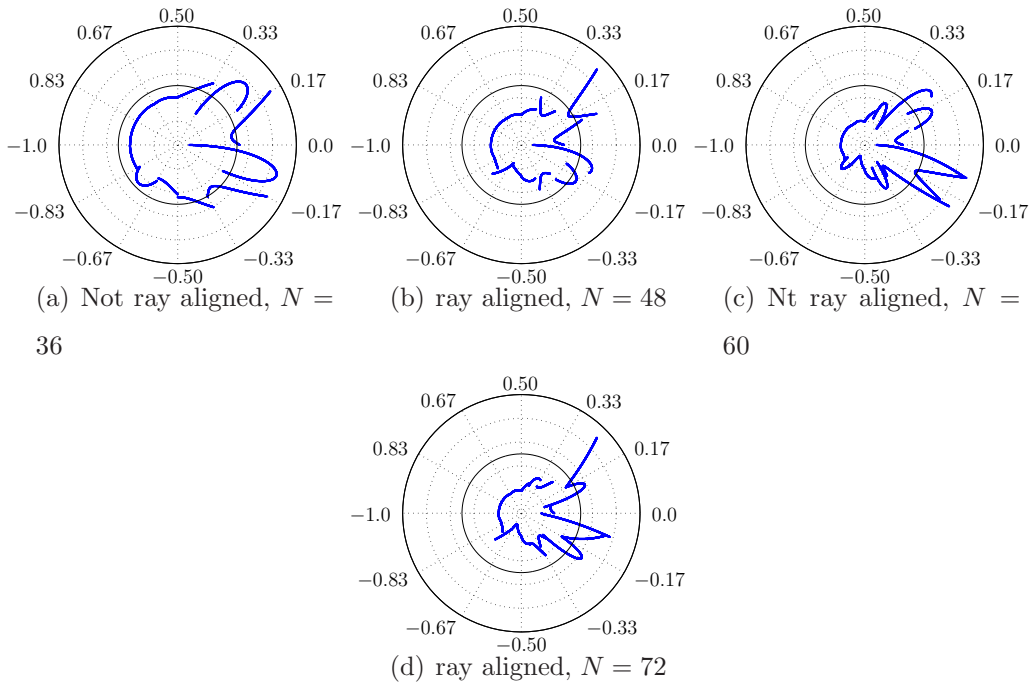 0.50 0.50 0.50
0.67 0.33 0.67 0.33 0.67 0.33
0.83 0.17 0.83 0.17 0.83 0.17
−1.0 0.0 −1.0 0.0 −1.0 0.0
−0.83 −0.17 −0.83 −0.17 −0.83 −0.17
−0.67 −0.33 −0.67 −0.33 −0.67 −0.33
−0.50 −0.50 −0.50
(a) Not ray aligned, N = (b) ray aligned, N = 48 (c) Nt ray aligned, N =
36 60
0.50
0.67 0.33
0.83 0.17
−1.0 0.0
−0.83 −0.17
−0.67 −0.33
−0.50
(d) ray aligned, N = 72